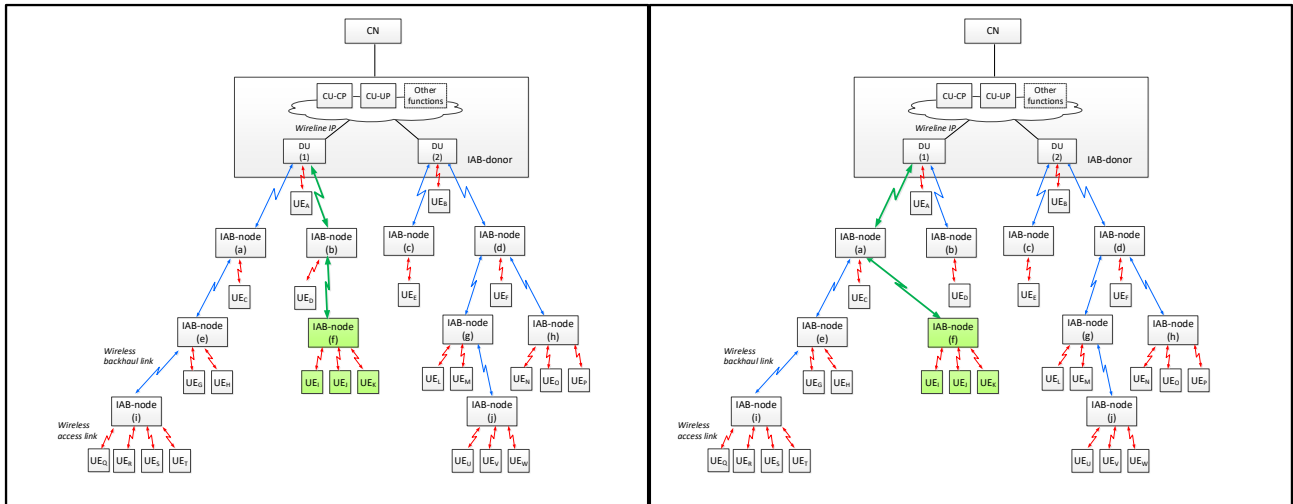 CN
CU-CP
CU-UP
Other
functions
Wireline IP
DU
(1)
DU
(2)
IAB-donor
UEA
UEB
IAB-node
(a)
IAB-node
(b)
IAB-node
(c)
IAB-node
(d)
UEC
UED
UEE
UEF
IAB-node
(e)
IAB-node
(f)
IAB-node
(g)
IAB-node
(h)
Wireless
backhaul link
UEG
UEH
UEI
UEJ
UEK
UEL
UEM
UEN
UEO
UEP
IAB-node
(i)
IAB-node
(j)
Wireless
access link
UEQ
UER
UES
UET
UEU
UEV
UEW
CN
CU-CP
CU-UP
Other
functions
Wireline IP
DU
(1)
DU
(2)
IAB-donor
UEA
UEB
IAB-node
(a)
IAB-node
(b)
IAB-node
(c)
IAB-node
(d)
UEC
UED
UEE
UEF
IAB-node
(e)
IAB-node
(f)
IAB-node
(g)
IAB-node
(h)
Wireless
backhaul link
UEG
UEH
UEI
UEJ
UEK
UEL
UEM
UEN
UEO
UEP
IAB-node
(i)
IAB-node
(j)
Wireless
access link
UEQ
UER
UES
UET
UEU
UEV
UEW